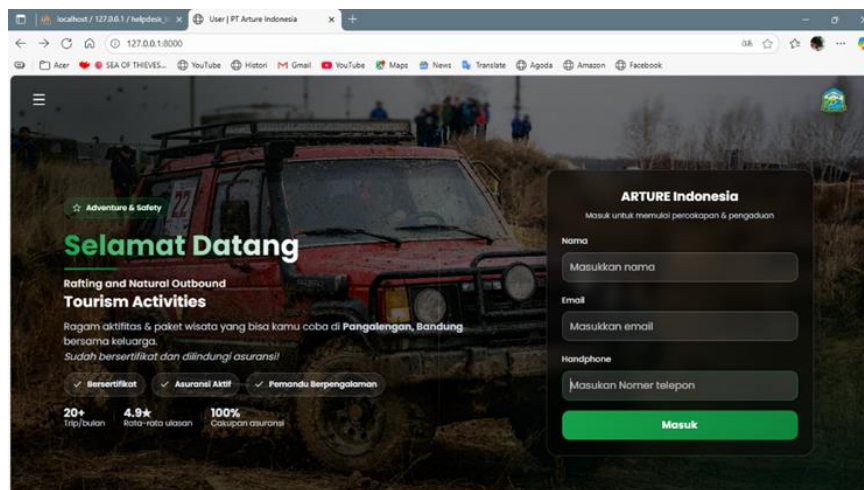 localhost / 127.0.0.1 / helpdesk_
User | PT Arture Indonesia
127.0.0.1:8000
Acer
SEA OF THIEVES...
YouTube
Histori
Gmail
YouTube
Maps
News
Translate
Agoda
Amazon
Facebook
Adventure & Safety
Selamat Datang
Rafting and Natural Outbound
Tourism Activities
Ragam aktifitas & paket wisata yang bisa kamu coba di Pangalengan, Bandung
bersama keluarga.
Sudah bersertifikat dan dilindungi asuransi!
Bersertifikat
Asuransi Aktif
Pemandu Berpengalaman
20+ 4.9★ 100%
Trip/bulan Rata-rata ulasan Cakupan asuransi
ARTURE Indonesia
Masuk untuk memulai percakapan & pengaduan
Nama
Masukkan nama
Email
Masukkan email
Handphone
Masukan Nomer telepon
Masuk